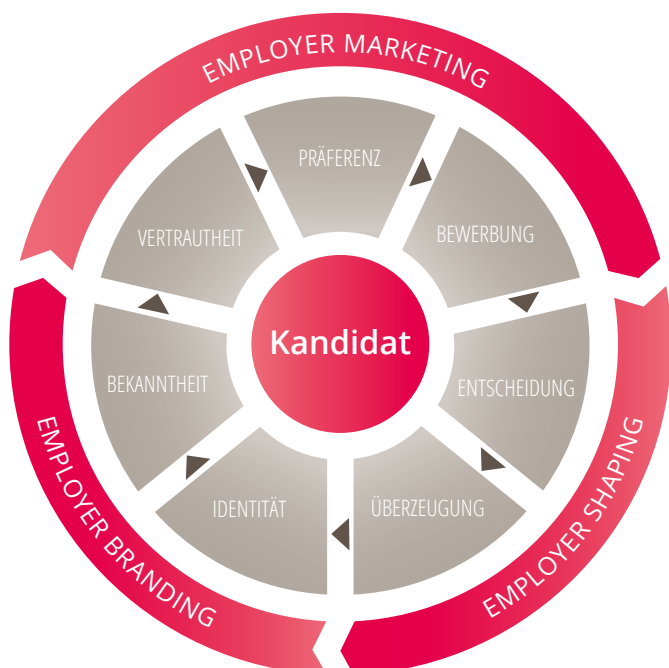 EMPLOYER MARKETING
PRÄFERENZ
BEWERBUNG
ENTSCHEIDUNG
ÜBERZEUGUNG
IDENTITÄT
BEKANNTHEIT
VERTRAUTHEIT
Kandidat
EMPLOYER SHAPING
EMPLOYER BRANDING